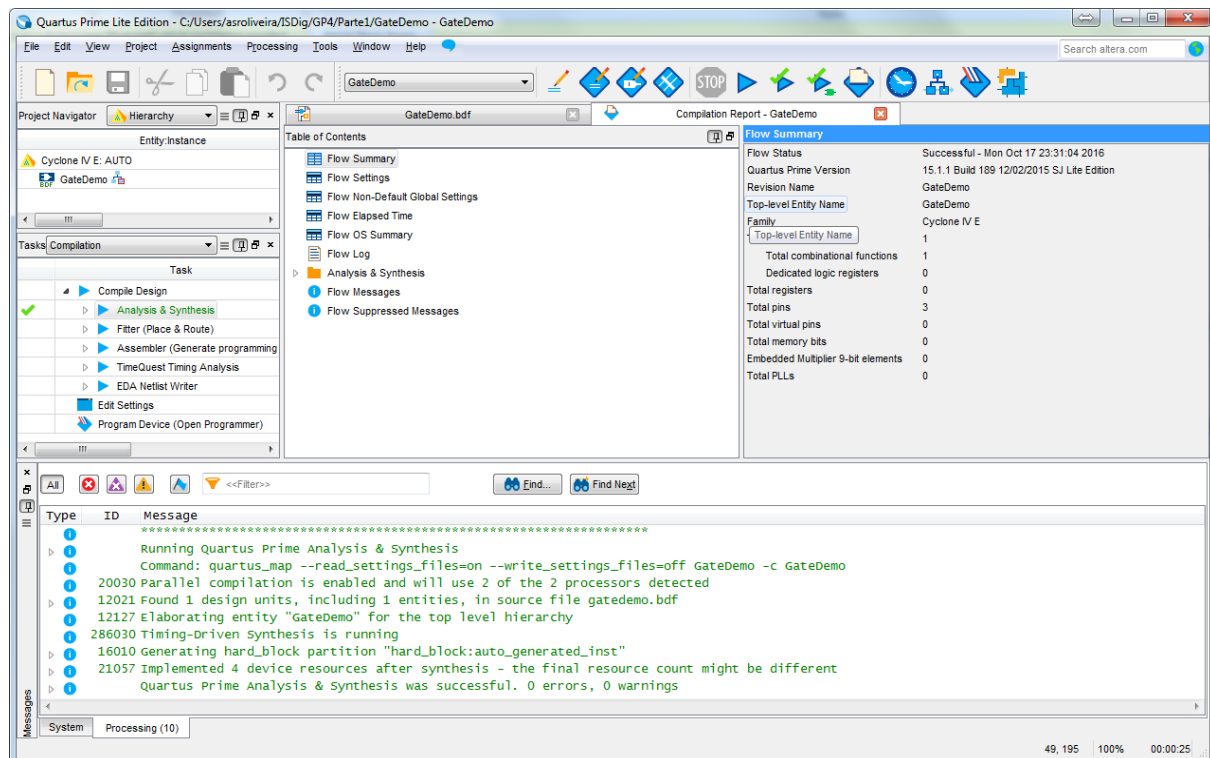 Quartus Prime Lite Edition - C:/Users/asroliveira/ISDig/GP4/Parte1/GateDemo - GateDemo
File Edit View Project Assignments Processing Tools Window Help
Search altera.com
GateDemo
STOP
Project Navigator Hierarchy
Entity:Instance
Cyclone IV E: AUTO
BDF GateDemo
Tasks Compilation
Task
Compile Design
Analysis & Synthesis
Fitter (Place & Route)
Assembler (Generate programming
TimeQuest Timing Analysis
EDA Netlist Writer
Edit Settings
Program Device (Open Programmer)
GateDemo.bdf
Compilation Report - GateDemo
Table of Contents
Flow Summary
Flow Settings
Flow Non-Default Global Settings
Flow Elapsed Time
Flow OS Summary
Flow Log
Analysis & Synthesis
Flow Messages
Flow Suppressed Messages
Flow Summary
Flow Status Successful - Mon Oct 17 23:31:04 2016
Quartus Prime Version 15.1.1 Build 189 12/02/2015 SJ Lite Edition
Revision Name GateDemo
Top-level Entity Name GateDemo
Family Cyclone IV E
Top-level Entity Name 1
Total combinational functions 1
Dedicated logic registers 0
Total registers 0
Total pins 3
Total virtual pins 0
Total memory bits 0
Embedded Multiplier 9-bit elements 0
Total PLLs 0
All <<Filter>> Find... Find Next
Type ID Message
*******************************************************************
Running Quartus Prime Analysis & Synthesis
Command: quartus_map --read_settings_files=on --write_settings_files=off GateDemo -c GateDemo
20030 Parallel compilation is enabled and will use 2 of the 2 processors detected
12021 Found 1 design units, including 1 entities, in source file gatedemo.bdf
12127 Elaborating entity "GateDemo" for the top level hierarchy
286030 Timing-Driven Synthesis is running
16010 Generating hard_block partition "hard_block:auto_generated_inst"
21057 Implemented 4 device resources after synthesis - the final resource count might be different
Quartus Prime Analysis & Synthesis was successful. 0 errors, 0 warnings
Messages
System Processing (10)
49, 195 100% 00:00:25